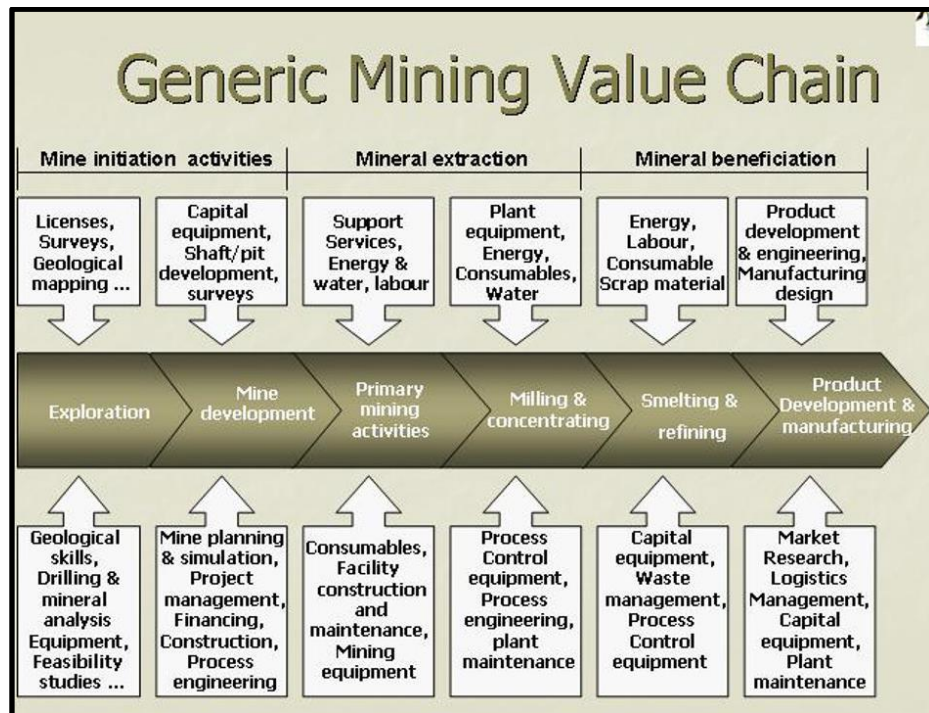 Generic Mining Value Chain
Mine initiation activities
Mineral extraction
Mineral beneficiation
Licenses,
Surveys,
Geological
mapping ...
Capital
equipment,
Shaft/pit
development,
surveys
Support
Services,
Energy &
water, labour
Plant
equipment,
Energy,
Consumables,
Water
Energy,
Labour,
Consumable
Scrap material
Product
development
& engineering,
Manufacturing
design
Exploration
Mine
development
Primary
mining
activities
Milling &
concentrating
Smelting &
refining
Product
Development &
manufacturing
Geological
skills,
Drilling &
mineral
analysis
Equipment,
Feasibility
studies ...
Mine planning
& simulation,
Project
management,
Financing,
Construction,
Process
engineering
Consumables,
Facility
construction
and
maintenance,
Mining
equipment
Process
Control
equipment,
Process
engineering,
plant
maintenance
Capital
equipment,
Waste
management,
Process
Control
equipment
Market
Research,
Logistics
Management,
Capital
equipment,
Plant
maintenance